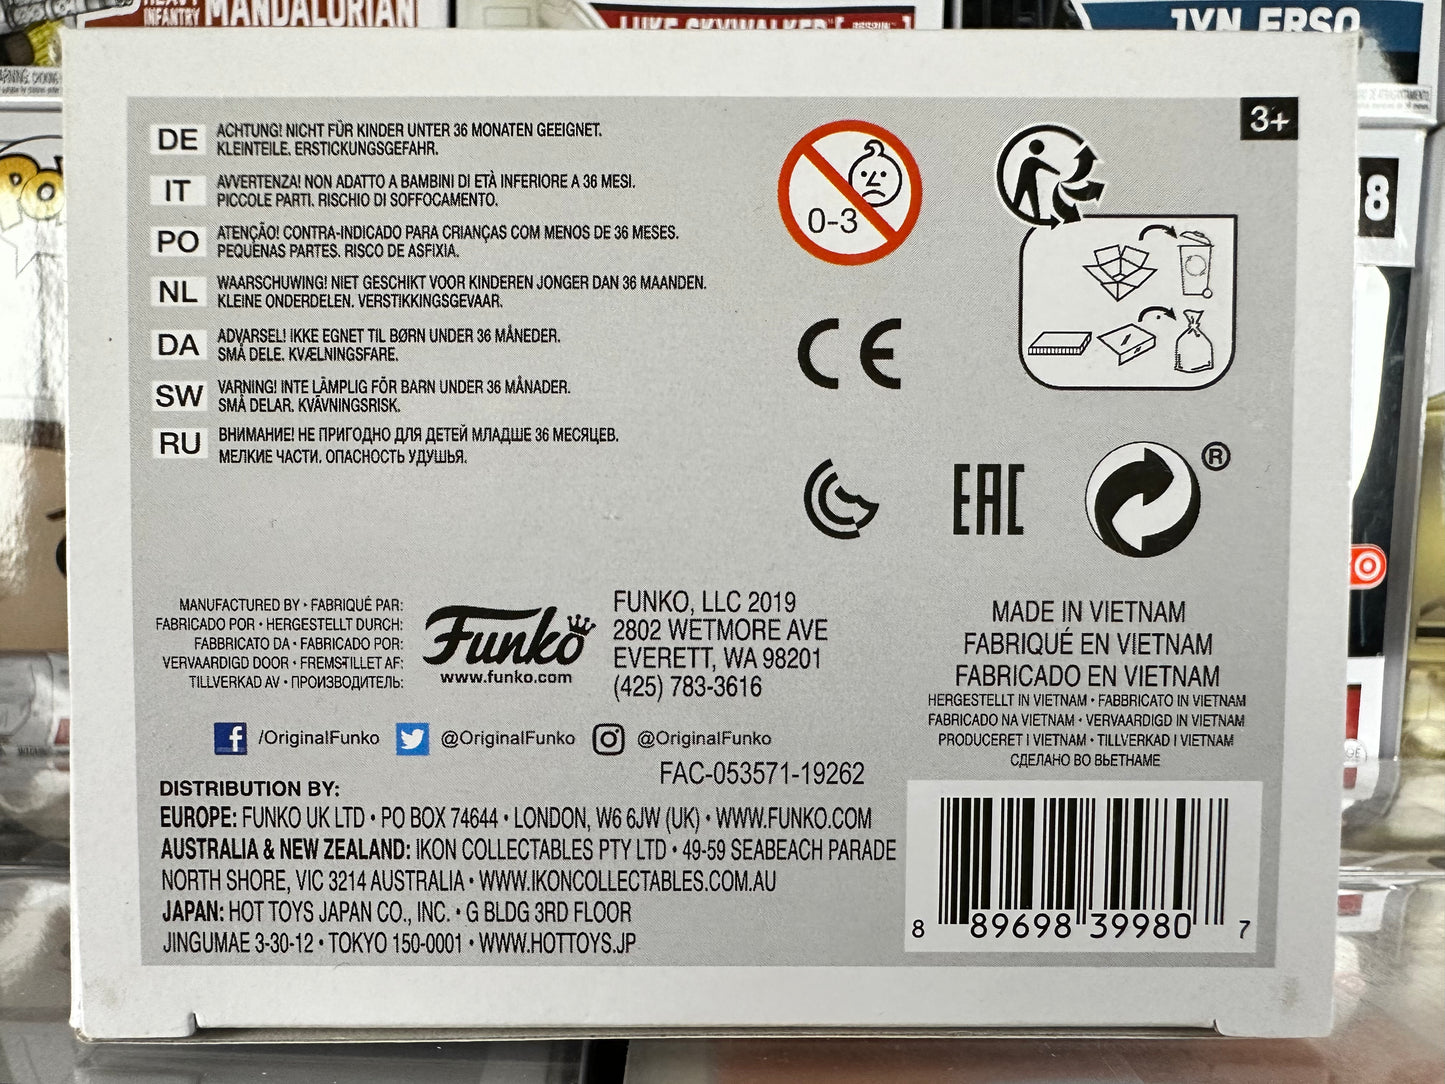 INFANTRY MANDALORIAN
LUKE SKYWALKER
JYN ERSO
8
3+
DE ACHTUNG! NICHT FÜR KINDER UNTER 36 MONATEN GEEIGNET.
KLEINTEILE. ERSTICKUNGSGEFAHR.
IT AVVERTENZA! NON ADATTO A BAMBINI DI ETÀ INFERIORE A 36 MESI.
PICCOLE PARTI. RISCHIO DI SOFFOCAMENTO.
PO ATENÇÃO! CONTRA-INDICADO PARA CRIANÇAS COM MENOS DE 36 MESES.
PEQUENAS PARTES. RISCO DE ASFIXIA.
NL WAARSCHUWING! NIET GESCHIKT VOOR KINDEREN JONGER DAN 36 MAANDEN.
KLEINE ONDERDELEN. VERSTIKKINGSGEVAAR.
DA ADVARSEL! IKKE EGNET TIL BØRN UNDER 36 MÅNEDER.
SMÅ DELE. KVÆLNINGSFARE.
SW VARNING! INTE LÄMPLIG FÖR BARN UNDER 36 MÅNADER.
SMÅ DELAR. KVÄVNINGSRISK.
RU ВНИМАНИЕ! НЕ ПРИГОДНО ДЛЯ ДЕТЕЙ МЛАДШЕ 36 МЕСЯЦЕВ.
МЕЛКИЕ ЧАСТИ. ОПАСНОСТЬ УДУШЬЯ.
0-3
CE
EAC
®
MANUFACTURED BY • FABRIQUÉ PAR:
FABRICADO POR • HERGESTELLT DURCH:
FABBRICATO DA • FABRICADO POR:
VERVAARDIGD DOOR • FREMSTILLET AF:
TILLVERKAD AV • ПРОИЗВОДИТЕЛЬ:
Funko
www.funko.com
FUNKO, LLC 2019
2802 WETMORE AVE
EVERETT, WA 98201
(425) 783-3616
MADE IN VIETNAM
FABRIQUÉ EN VIETNAM
FABRICADO EN VIETNAM
HERGESTELLT IN VIETNAM • FABBRICATO IN VIETNAM
FABRICADO NA VIETNAM • VERVAARDIGD IN VIETNAM
PRODUCERET I VIETNAM • TILLVERKAD I VIETNAM
СДЕЛАНО ВО ВЬЕТНАМЕ
f /OriginalFunko @OriginalFunko @OriginalFunko
FAC-053571-19262
DISTRIBUTION BY:
EUROPE: FUNKO UK LTD • PO BOX 74644 • LONDON, W6 6JW (UK) • WWW.FUNKO.COM
AUSTRALIA & NEW ZEALAND: IKON COLLECTABLES PTY LTD • 49-59 SEABEACH PARADE
NORTH SHORE, VIC 3214 AUSTRALIA • WWW.IKONCOLLECTABLES.COM.AU
JAPAN: HOT TOYS JAPAN CO., INC. • G BLDG 3RD FLOOR
JINGUMAE 3-30-12 • TOKYO 150-0001 • WWW.HOTTOYS.JP
8 89698 39980 7